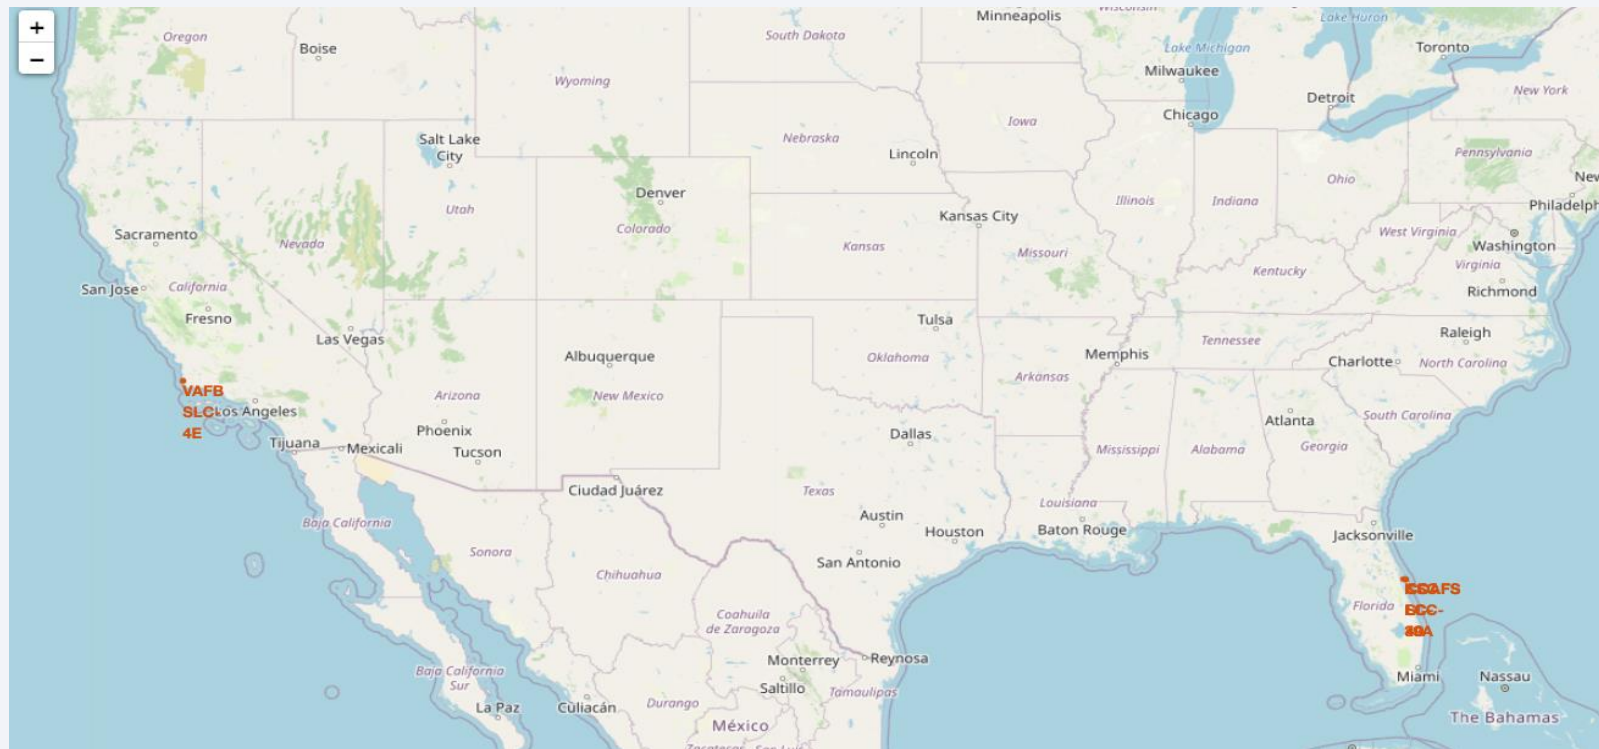 +
−
Oregon
Boise
Wyoming
South Dakota
Minneapolis
Wisconsin
Lake Michigan
Milwaukee
Lake Huron
Toronto
Detroit
New York
Chicago
Iowa
Nebraska
Lincoln
Salt Lake
City
Denver
Utah
Colorado
Nevada
Sacramento
San Jose
California
Fresno
Las Vegas
Kansas City
Kansas
Missouri
Illinois
Indiana
Ohio
Pennsylvania
New
Philadelph
West Virginia
Washington
Virginia
Richmond
Kentucky
Tulsa
Oklahoma
Albuquerque
New Mexico
Arizona
Phoenix
Tucson
VAFB
SLC-
4E
Los Angeles
Tijuana
Mexicali
Memphis
Tennessee
Arkansas
Raleigh
Charlotte
North Carolina
South Carolina
Atlanta
Georgia
Alabama
Mississippi
Dallas
Texas
Louisiana
Baton Rouge
Austin
Houston
San Antonio
Ciudad Juárez
Baja California
Sonora
Chihuahua
Coahuila
de Zaragoza
Jacksonville
Florida
Miami
Nassau
The Bahamas
Monterrey
Reynosa
Saltillo
Tamaulipas
Baja California
Sur
La Paz
Culiacán
Durango
México
Zacatecas
San Luis